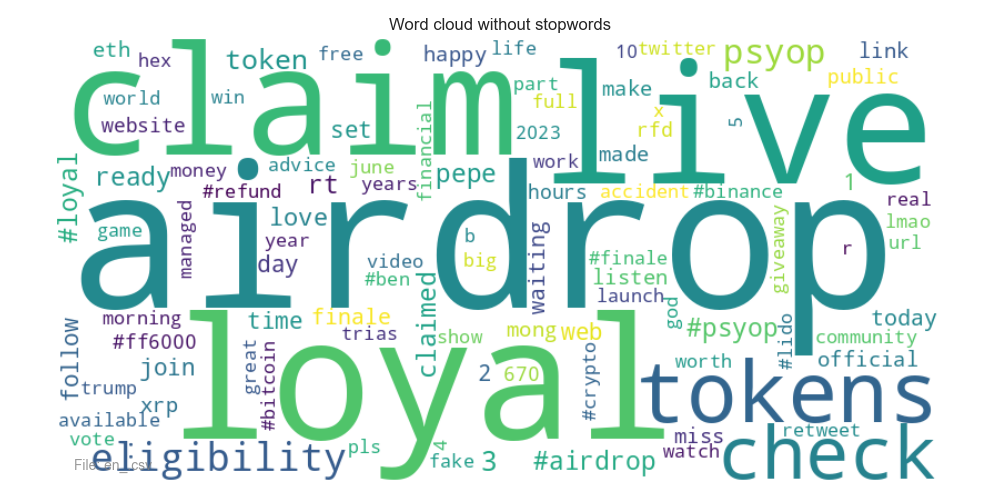 Word cloud without stopwords
eth
hex
token
free
happy
life
10
twitter
psyop
link
claim
live
world
win
part
full
make
back
public
website
set
financial
2023
x
rfd
5
#loyal
ready
money
advice
june
pepe
work
made
#refund
rt
years
hours
accident
#binance
1
real
airdrop
game
managed
love
year
day
video
#ben
b
big
waiting
#finale
listen
launch
god
giveaway
r
lmao
url
morning
#ff6000
time
finale
trias
claimed
show
mong
web
#psyop
#lido
today
community
official
follow
join
great
#bitcoin
loyal
2
670
#crypto
worth
tokens
trump
xrp
available
vote
eligibility
pls
4
fake
3
#airdrop
miss
watch
retweet
check
File: en_.csv